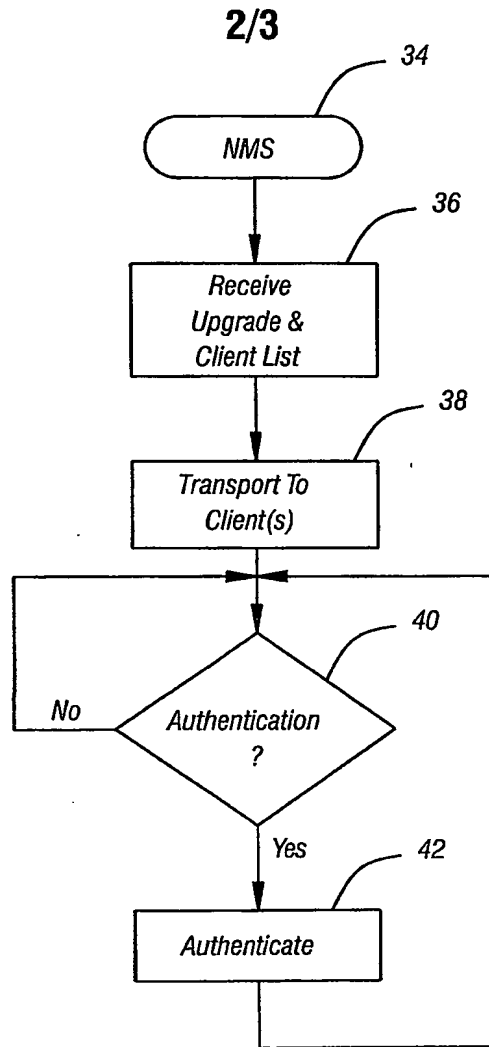 2/3
34
NMS
36
Receive
Upgrade &
Client List
38
Transport To
Client(s)
40
No
Authentication
?
Yes
42
Authenticate